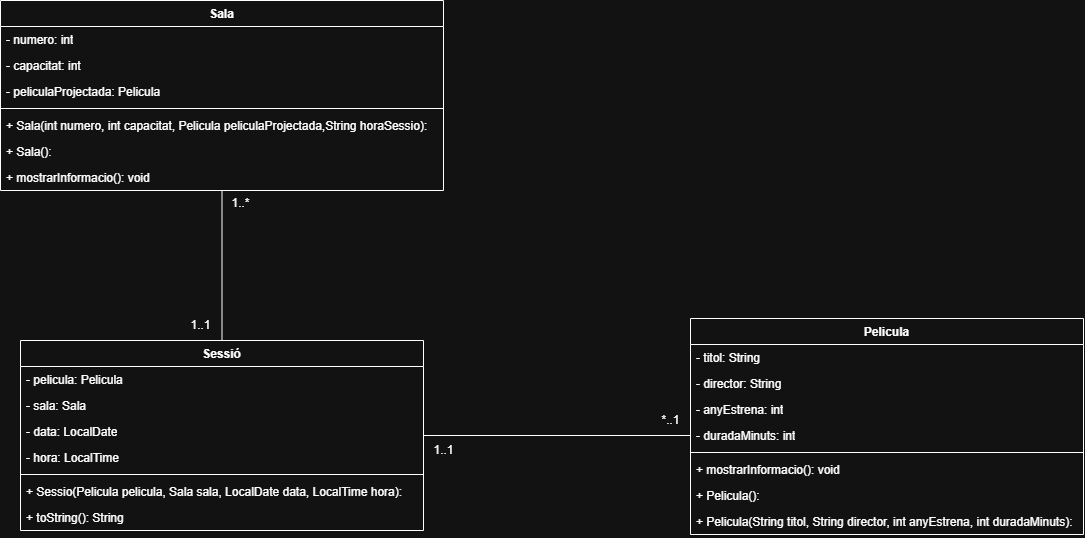 Sala
- numero: int
- capacitat: int
- peliculaProjectada: Pelicula
+ Sala(int numero, int capacitat, Pelicula peliculaProjectada,String horaSessio):
+ Sala():
+ mostrarInformacio(): void
1..*
1..1
Sessió
- pelicula: Pelicula
- sala: Sala
- data: LocalDate
- hora: LocalTime
+ Sessio(Pelicula pelicula, Sala sala, LocalDate data, LocalTime hora):
+ toString(): String
1..1
*..1
Pelicula
- titol: String
- director: String
- anyEstrena: int
- duradaMinuts: int
+ mostrarInformacio(): void
+ Pelicula():
+ Pelicula(String titol, String director, int anyEstrena, int duradaMinuts):